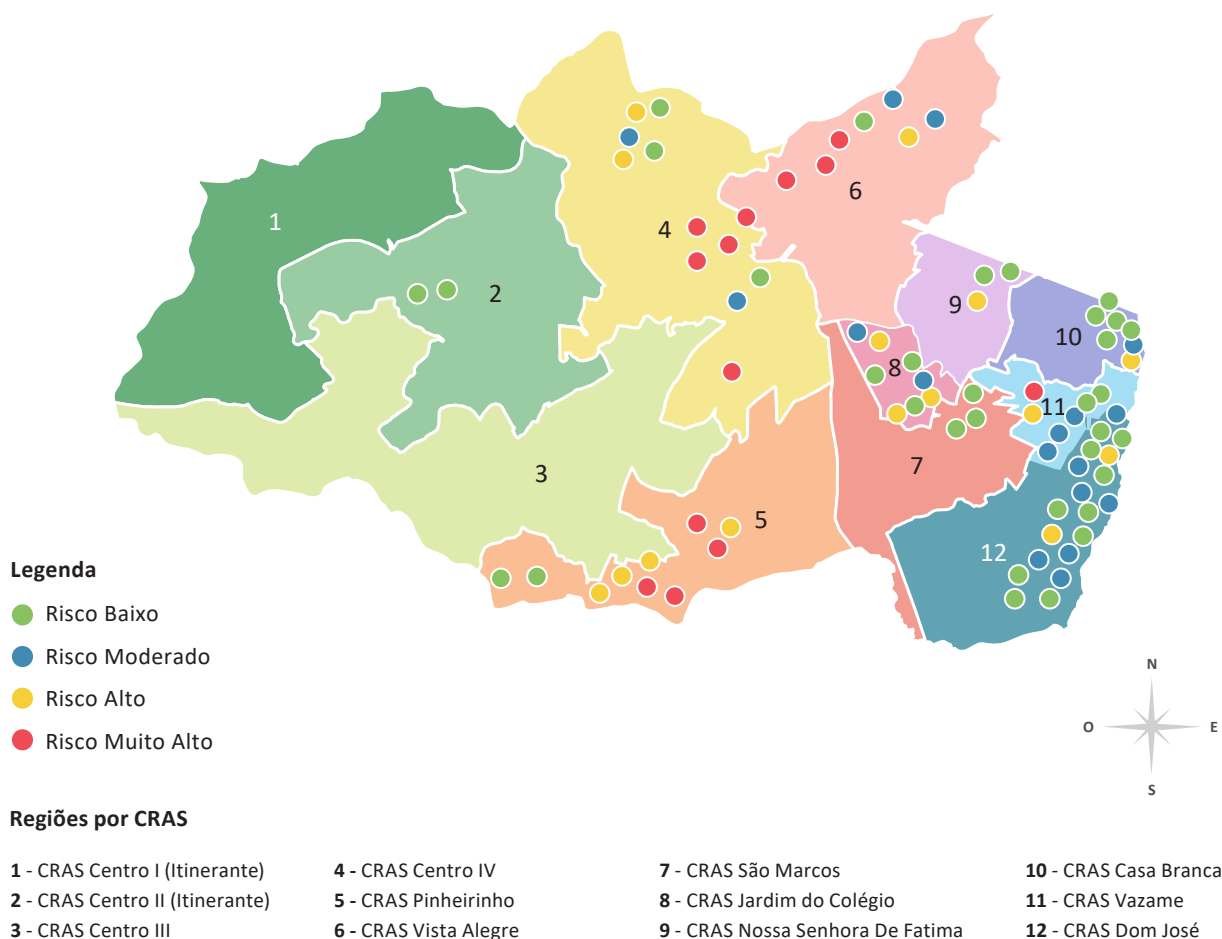 6
1
4
2
9
10
8
11
3
7
5
12
Legenda
Risco Baixo
Risco Moderado
Risco Alto
Risco Muito Alto
N
O
E
S
Regiões por CRAS
1 - CRAS Centro I (Itinerante)
2 - CRAS Centro II (Itinerante)
3 - CRAS Centro III
4 - CRAS Centro IV
5 - CRAS Pinheirinho
6 - CRAS Vista Alegre
7 - CRAS São Marcos
8 - CRAS Jardim do Colégio
9 - CRAS Nossa Senhora De Fatima
10 - CRAS Casa Branca
11 - CRAS Vazame
12 - CRAS Dom José